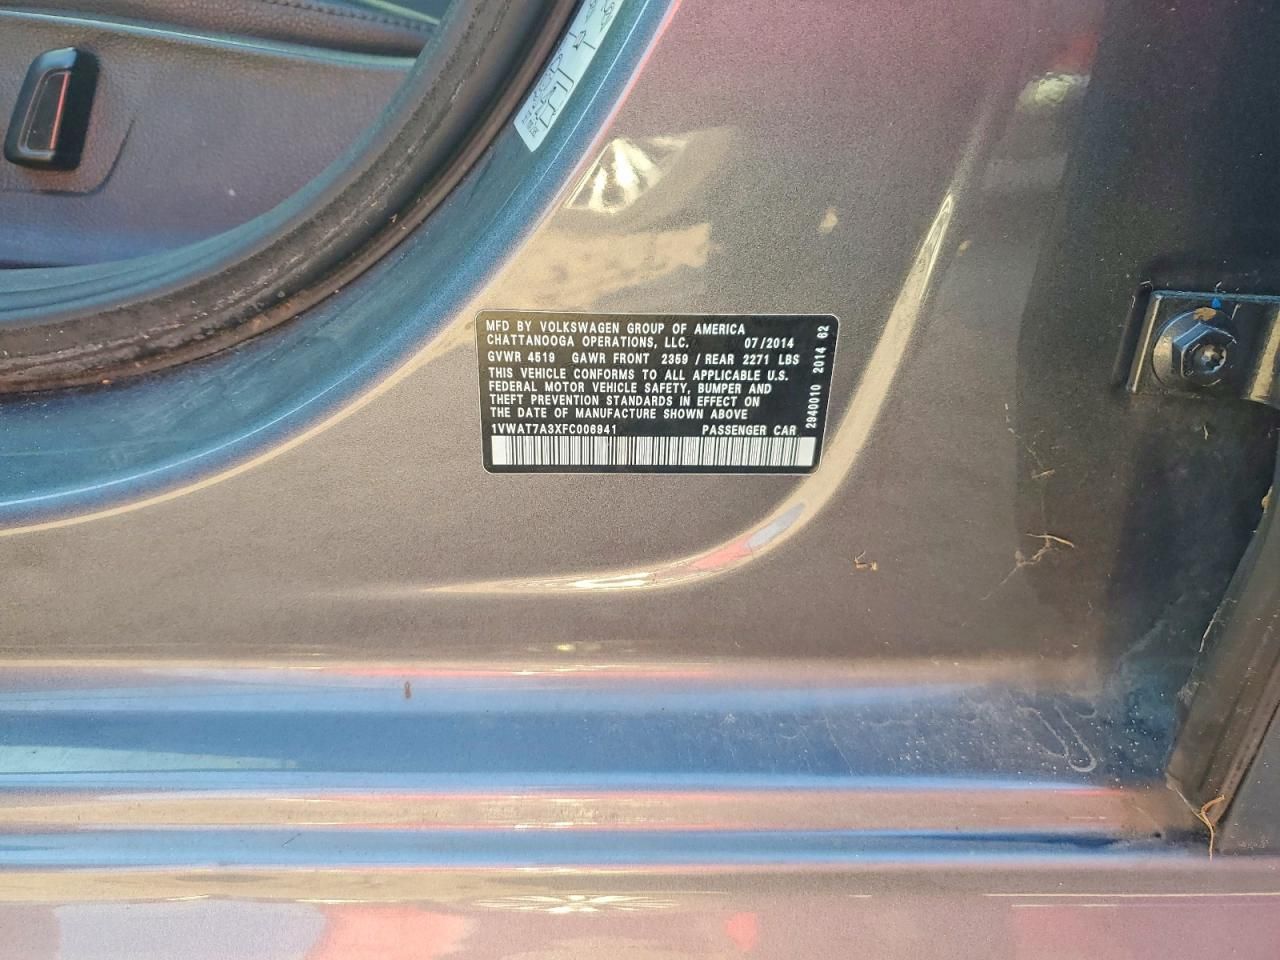 MFD BY VOLKSWAGEN GROUP OF AMERICA
CHATTANOOGA OPERATIONS, LLC. 07/2014
GVWR 4519 GAWR FRONT 2359 / REAR 2271 LBS
THIS VEHICLE CONFORMS TO ALL APPLICABLE U.S.
FEDERAL MOTOR VEHICLE SAFETY, BUMPER AND
THEFT PREVENTION STANDARDS IN EFFECT ON
THE DATE OF MANUFACTURE SHOWN ABOVE
1VWAT7A3XFC006941 PASSENGER CAR
2940010 2014 62